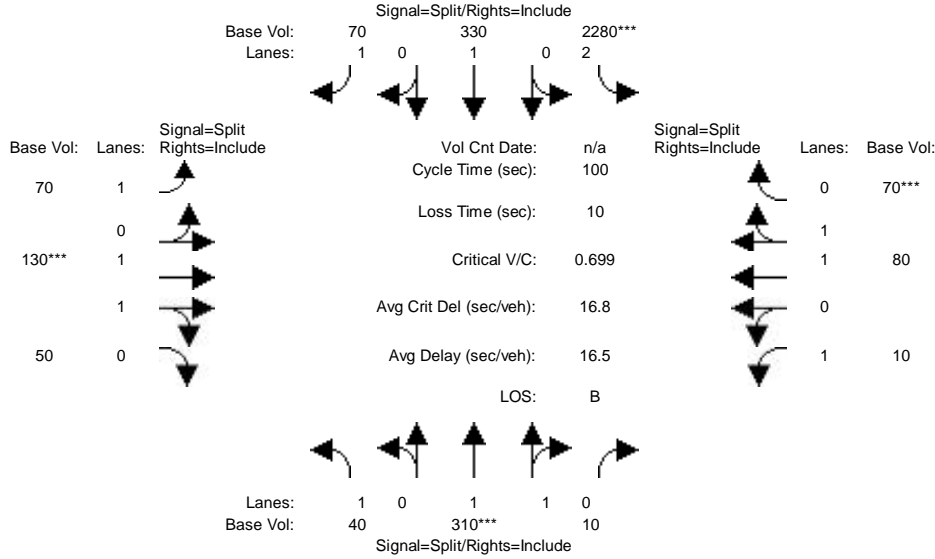 Signal=Split/Rights=Include
Base Vol: 70 330 2280***
Lanes: 1 0 1 0 2
Signal=Split
Rights=Include
Signal=Split
Rights=Include
Base Vol: Lanes:
Vol Cnt Date: n/a
Lanes: Base Vol:
Cycle Time (sec): 100
70 1
0 70***
Loss Time (sec): 10
0
1
130*** 1
Critical V/C: 0.699
1 80
1
Avg Crit Del (sec/veh): 16.8
0
50 0
Avg Delay (sec/veh): 16.5
1 10
LOS: B
Lanes: 1 0 1 1 0
Base Vol: 40 310*** 10
Signal=Split/Rights=Include